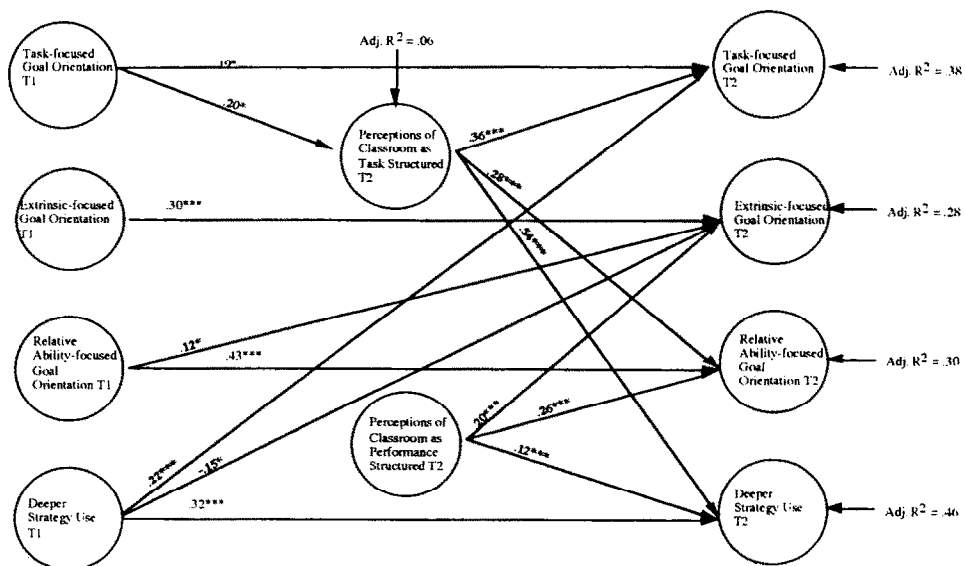 Adj. R² = .06
Task-focused
Goal Orientation
T1
.19*
.20*
Perceptions of
Classroom as
Task Structured
T2
Task-focused
Goal Orientation
T2
Adj. R² = .38
.36***
.28***
.54***
Extrinsic-focused
Goal Orientation
T1
.30***
Extrinsic-focused
Goal Orientation
T2
Adj. R² = .28
Relative
Ability-focused
Goal
Orientation T1
.12*
.43***
Relative
Ability-focused
Goal
Orientation T2
Adj. R² = .30
Perceptions of
Classroom as
Performance
Structured T2
.20***
.26***
.12***
Deeper
Strategy Use
T1
.22***
-.15*
.32***
Deeper
Strategy Use
T2
Adj. R² = .46